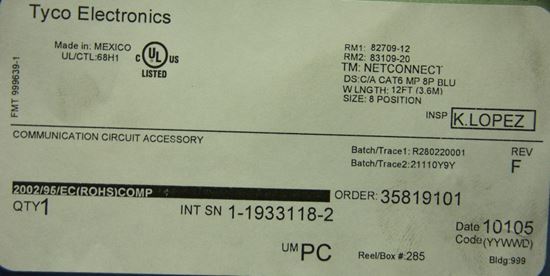 Tyco Electronics
Made in: MEXICO
UL/CTL:68H1
C UL US
LISTED
FMT 999639-1
RM1: 82709-12
RM2: 83109-20
TM: NETCONNECT
DS:C/A CAT6 MP 8P BLU
W LNGTH: 12FT (3.6M)
SIZE: 8 POSITION
INSP K.LOPEZ
COMMUNICATION CIRCUIT ACCESSORY
Batch/Trace1: R280220001
Batch/Trace2: 21110Y9Y
REV
F
2002/95/EC(ROHS)COMP
ORDER: 35819101
QTY 1
INT SN 1-1933118-2
Date 10105
Code (YYWWD)
UM PC
Reel/Box #:285
Bldg:999